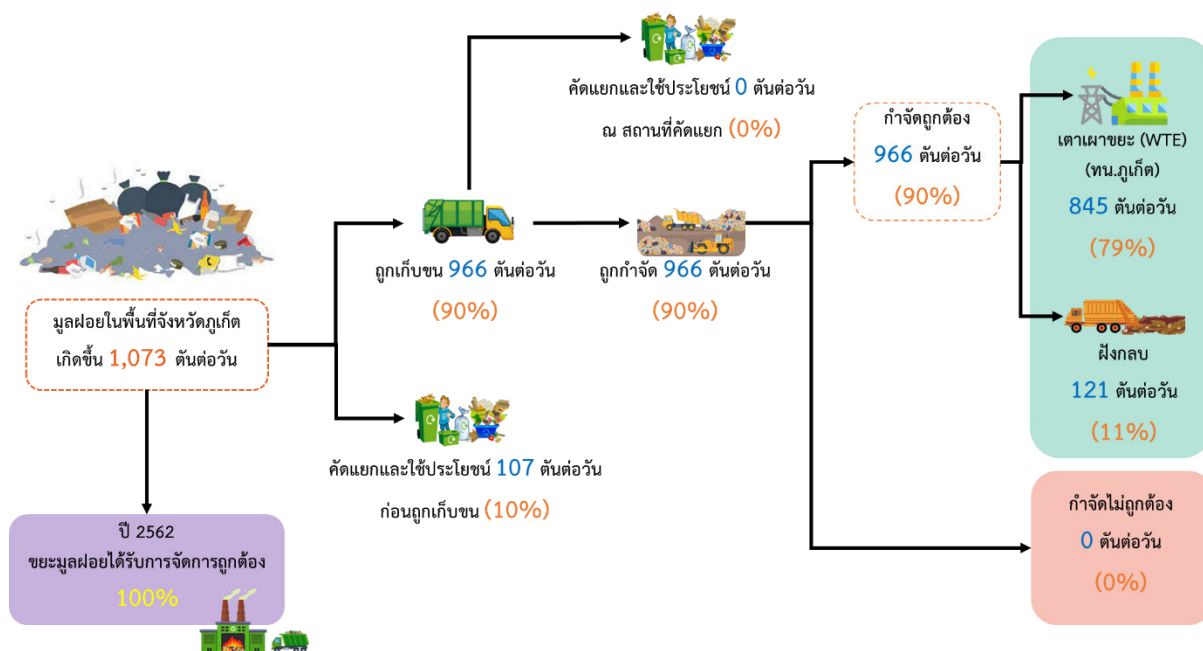 คัดแยกและใช้ประโยชน์ 0 ตันต่อวัน
ณ สถานที่คัดแยก (0%)
กำจัดถูกต้อง
966 ตันต่อวัน
(90%)
เตาเผาขยะ (WTE)
(ทน.ภูเก็ต)
845 ตันต่อวัน
(79%)
ถูกเก็บขน 966 ตันต่อวัน
(90%)
ถูกกำจัด 966 ตันต่อวัน
(90%)
มูลฝอยในพื้นที่จังหวัดภูเก็ต
เกิดขึ้น 1,073 ตันต่อวัน
ฝังกลบ
121 ตันต่อวัน
(11%)
คัดแยกและใช้ประโยชน์ 107 ตันต่อวัน
ก่อนถูกเก็บขน (10%)
กำจัดไม่ถูกต้อง
0 ตันต่อวัน
(0%)
ปี 2562
ขยะมูลฝอยได้รับการจัดการถูกต้อง
100%